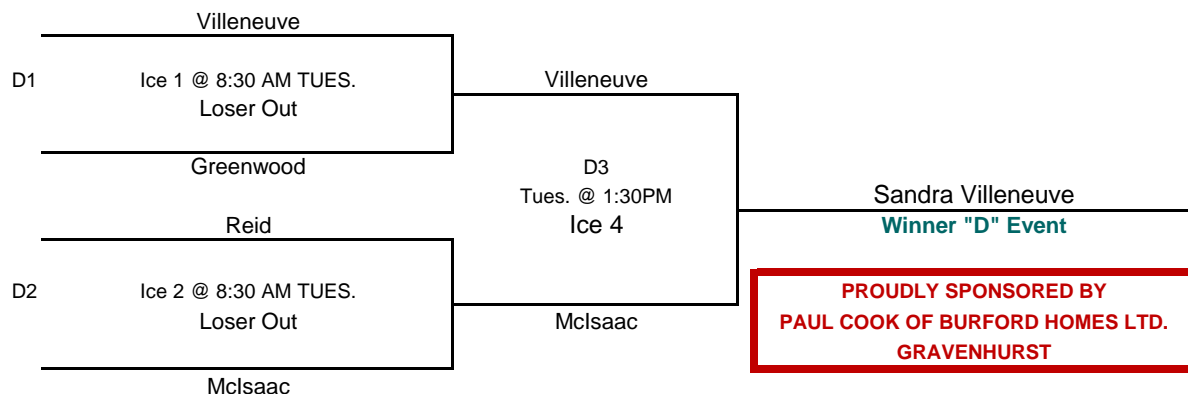 Villeneuve
D1
Ice 1 @ 8:30 AM TUES.
Loser Out
Greenwood
Villeneuve
D3
Tues. @ 1:30PM
Ice 4
Reid
D2
Ice 2 @ 8:30 AM TUES.
Loser Out
McIsaac
McIsaac
Sandra Villeneuve
Winner "D" Event
PROUDLY SPONSORED BY
PAUL COOK OF BURFORD HOMES LTD.
GRAVENHURST